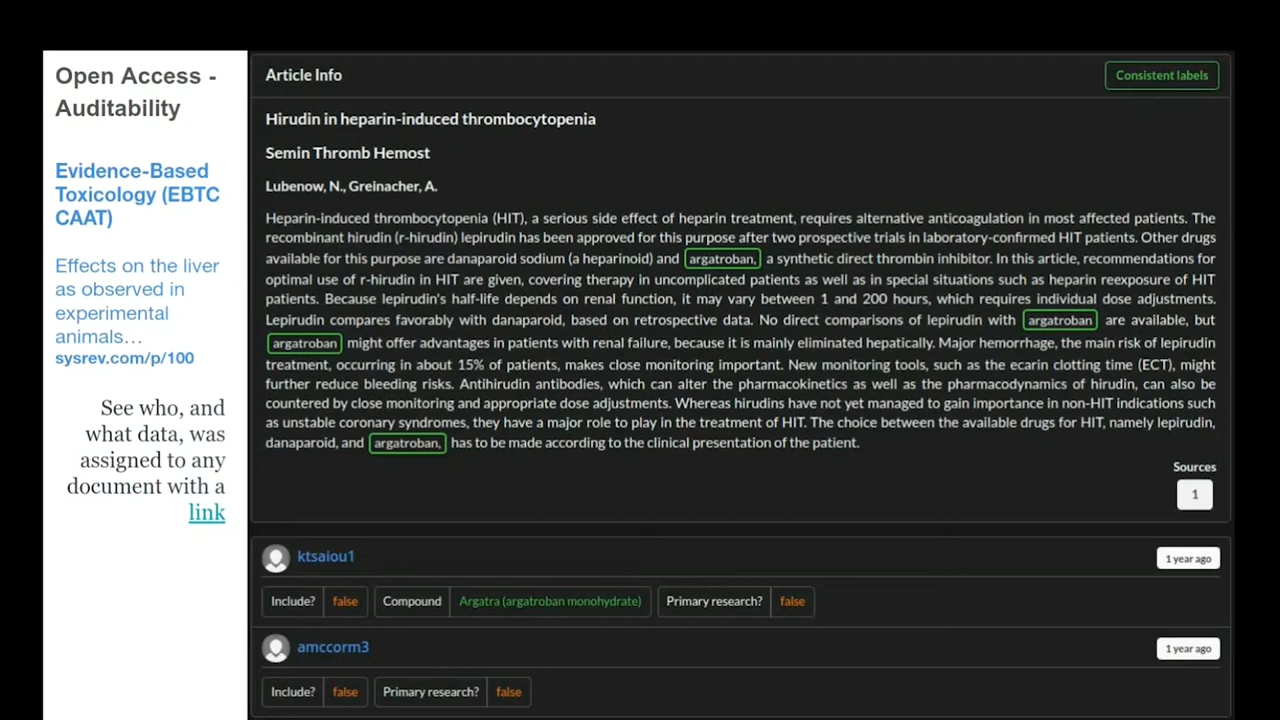 Open Access -
Auditability
Evidence-Based
Toxicology (EBTC
CAAT)
Effects on the liver
as observed in
experimental
animals…
sysrev.com/p/100
See who, and
what data, was
assigned to any
document with a
link
Article Info
Consistent labels
Hirudin in heparin-induced thrombocytopenia
Semin Thromb Hemost
Lubenow, N., Greinacher, A.
Heparin-induced thrombocytopenia (HIT), a serious side effect of heparin treatment, requires alternative anticoagulation in most affected patients. The
recombinant hirudin (r-hirudin) lepirudin has been approved for this purpose after two prospective trials in laboratory-confirmed HIT patients. Other drugs
available for this purpose are danaparoid sodium (a heparinoid) and argatroban, a synthetic direct thrombin inhibitor. In this article, recommendations for
optimal use of r-hirudin in HIT are given, covering therapy in uncomplicated patients as well as in special situations such as heparin reexposure of HIT
patients. Because lepirudin's half-life depends on renal function, it may vary between 1 and 200 hours, which requires individual dose adjustments.
Lepirudin compares favorably with danaparoid, based on retrospective data. No direct comparisons of lepirudin with argatroban are available, but
argatroban might offer advantages in patients with renal failure, because it is mainly eliminated hepatically. Major hemorrhage, the main risk of lepirudin
treatment, occurring in about 15% of patients, makes close monitoring important. New monitoring tools, such as the ecarin clotting time (ECT), might
further reduce bleeding risks. Antihirudin antibodies, which can alter the pharmacokinetics as well as the pharmacodynamics of hirudin, can also be
countered by close monitoring and appropriate dose adjustments. Whereas hirudins have not yet managed to gain importance in non-HIT indications such
as unstable coronary syndromes, they have a major role to play in the treatment of HIT. The choice between the available drugs for HIT, namely lepirudin,
danaparoid, and argatroban, has to be made according to the clinical presentation of the patient.
Sources
1
ktsaiou1
1 year ago
Include? false Compound Argatra (argatroban monohydrate) Primary research? false
amccorm3
1 year ago
Include? false Primary research? false